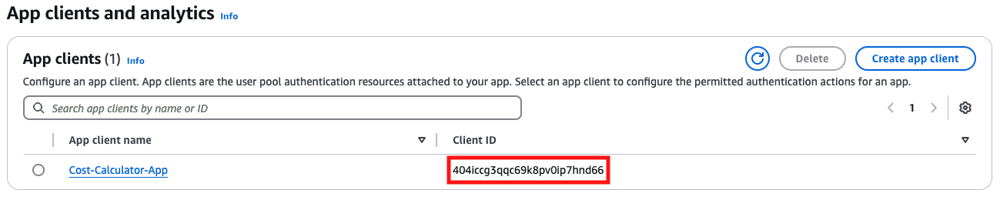 App clients and analytics Info
App clients (1) Info
Delete
Create app client
Configure an app client. App clients are the user pool authentication resources attached to your app. Select an app client to configure the permitted authentication actions for an app.
Search app clients by name or ID
1
App client name
Client ID
Cost-Calculator-App
404iccg3qqc69k8pv0ip7hnd66